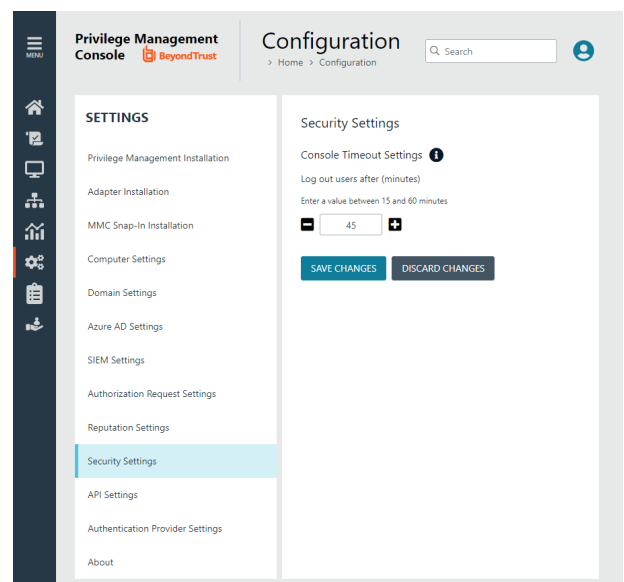 MENU
Privilege Management
Console BeyondTrust
Configuration
> Home > Configuration
Search
SETTINGS
Privilege Management Installation
Adapter Installation
MMC Snap-In Installation
Computer Settings
Domain Settings
Azure AD Settings
SIEM Settings
Authorization Request Settings
Reputation Settings
Security Settings
API Settings
Authentication Provider Settings
About
Security Settings
Console Timeout Settings
Log out users after (minutes)
Enter a value between 15 and 60 minutes
45
SAVE CHANGES DISCARD CHANGES